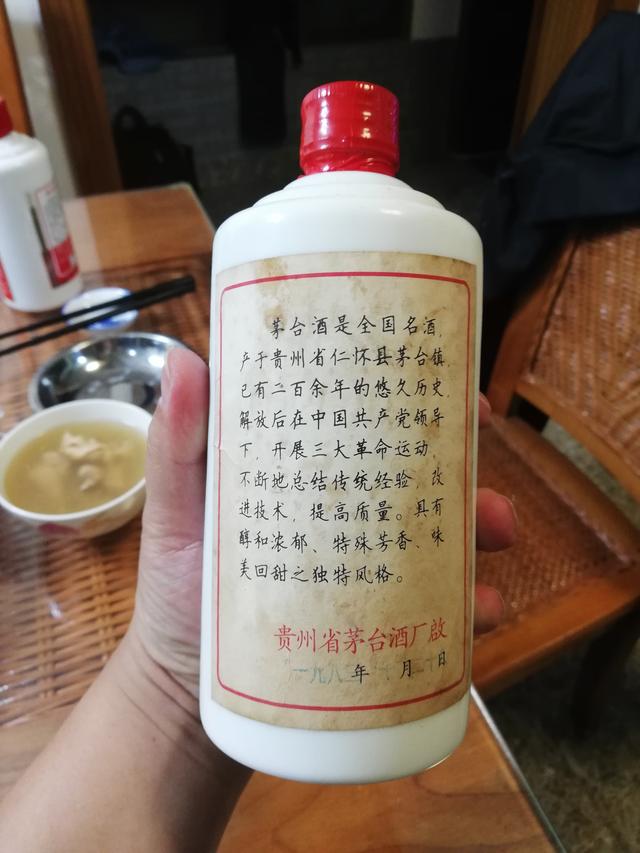 茅台酒是全国名酒，
产于贵州省仁怀县茅台镇，
已有二百余年的悠久历史，
解放后在中国共产党领导
下，开展三大革命运动，
不断地总结传统经验，改
进技术，提高质量。具有
醇和浓郁、特殊芳香、味
美回甜之独特风格。
贵州省茅台酒厂啟
一九八 年 月 日